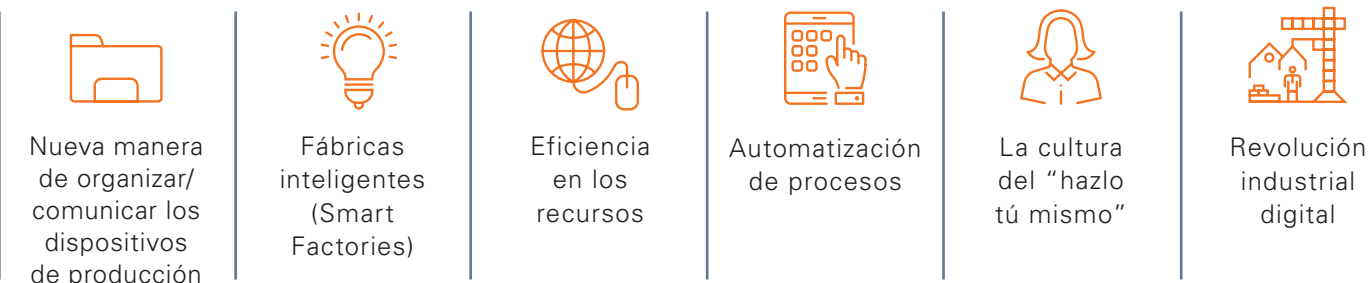 Nueva manera
de organizar/
comunicar los
dispositivos
de producción
Fábricas
inteligentes
(Smart
Factories)
Eficiencia
en los
recursos
Automatización
de procesos
La cultura
del “hazlo
tú mismo”
Revolución
industrial
digital